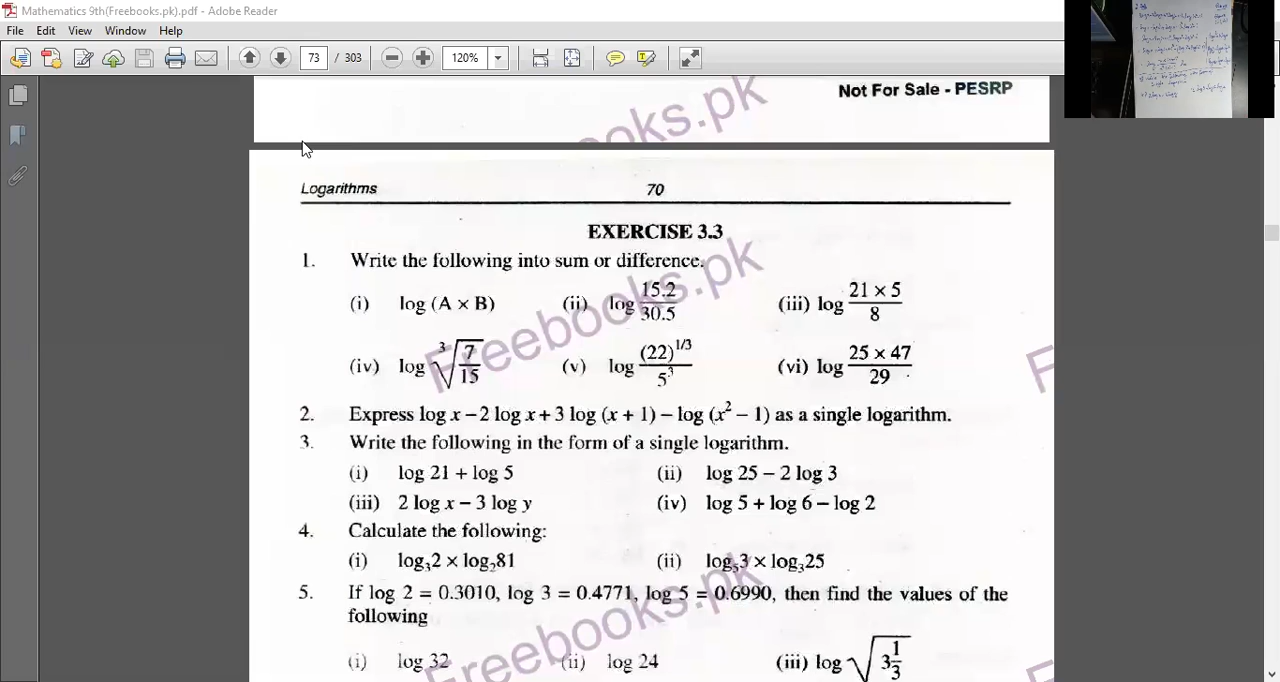 Mathematics 9th(Freebooks.pk).pdf - Adobe Reader
File Edit View Window Help
73 / 303 120%
Not For Sale - PESRP
ooks.pk
Logarithms 70
EXERCISE 3.3
1. Write the following into sum or difference.
(i) log (A × B) (ii) log 15.2/30.5 (iii) log 21 × 5/8
(iv) log ∛(7/15) (v) log (22)^1/3/5^3 (vi) log 25 × 47/29
Freebooks.pk
2. Express log x – 2 log x + 3 log (x + 1) – log (x² – 1) as a single logarithm.
3. Write the following in the form of a single logarithm.
(i) log 21 + log 5 (ii) log 25 – 2 log 3
(iii) 2 log x – 3 log y (iv) log 5 + log 6 – log 2
4. Calculate the following:
(i) log₃2 × log₂81 (ii) log₅3 × log₃25
5. If log 2 = 0.3010, log 3 = 0.4771, log 5 = 0.6990, then find the values of the
following
(i) log 32 (ii) log 24 (iii) log √(3 1/3)
Freebooks.pk